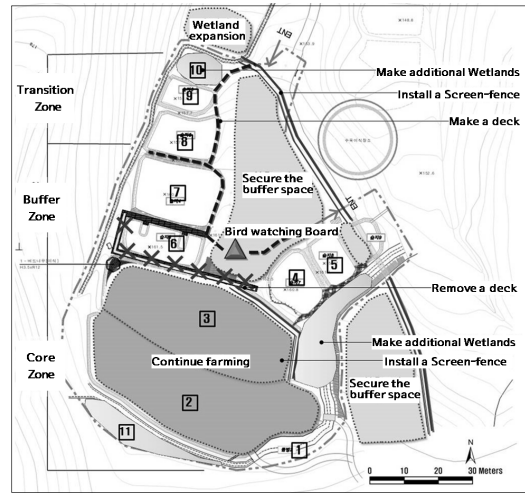 Wetland
expansion
ENT
10
Make additional Wetlands
Transition
Zone
9
Install a Screen-fence
8
Make a deck
Secure the
buffer space
7
ENT
Buffer
Zone
Bird watching Board
6
5
4
Remove a deck
3
Make additional Wetlands
Core
Zone
Continue farming
Install a Screen-fence
Secure the
buffer space
2
11
1
N
0 10 20 30 Meters